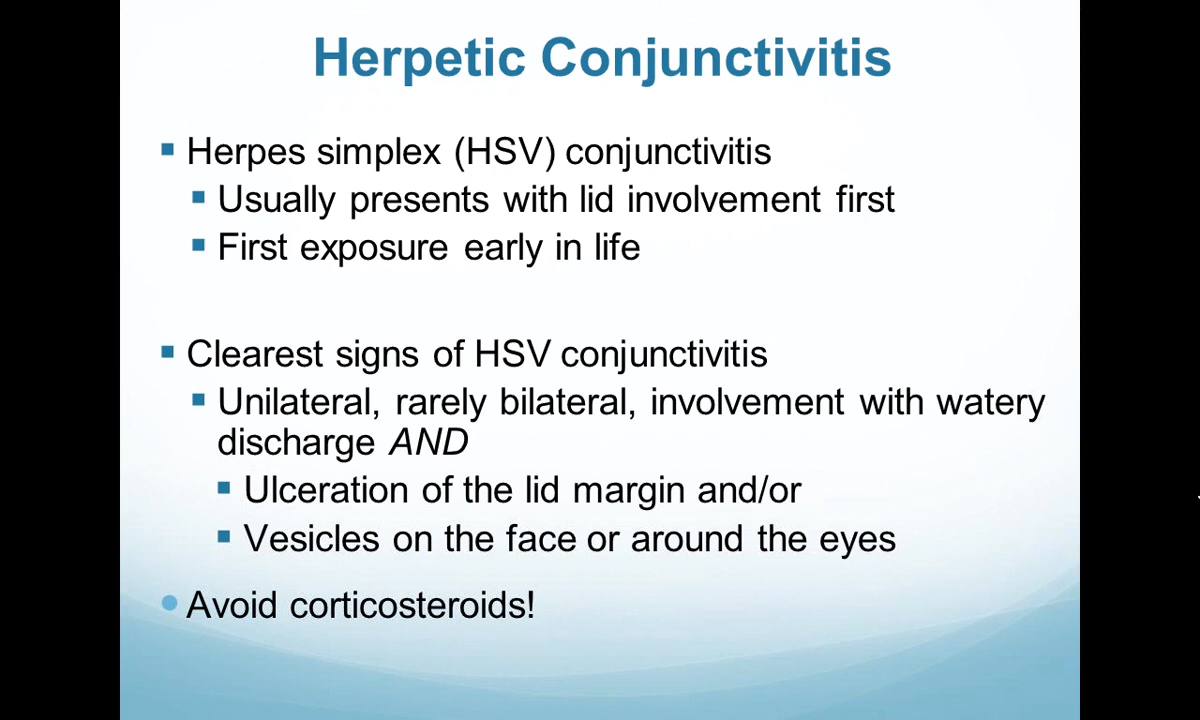 Herpetic Conjunctivitis
Herpes simplex (HSV) conjunctivitis
Usually presents with lid involvement first
First exposure early in life
Clearest signs of HSV conjunctivitis
Unilateral, rarely bilateral, involvement with watery
discharge AND
Ulceration of the lid margin and/or
Vesicles on the face or around the eyes
Avoid corticosteroids!